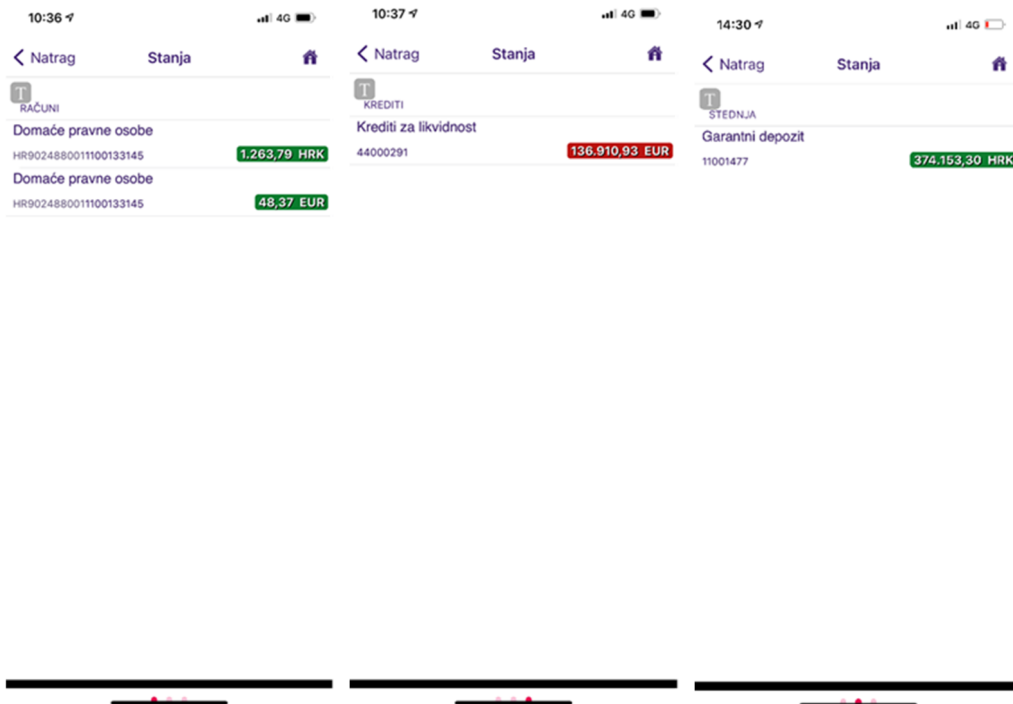 10:36
4G
Natrag
Stanja
T
RAČUNI
Domaće pravne osobe
HR9024880011100133145
1.263,79 HRK
Domaće pravne osobe
HR9024880011100133145
48,37 EUR
10:37
4G
Natrag
Stanja
T
KREDITI
Krediti za likvidnost
44000291
136.910,93 EUR
14:30
4G
Natrag
Stanja
T
ŠTEDNJA
Garantni depozit
11001477
374.153,30 HRK